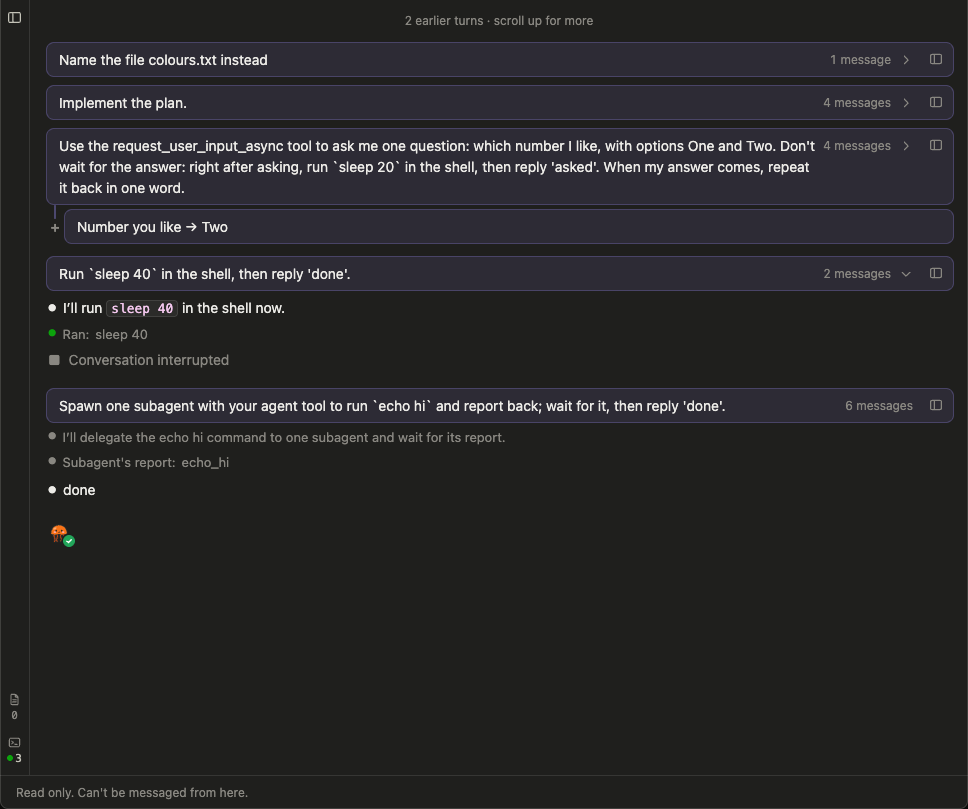 2 earlier turns · scroll up for more
Name the file colours.txt instead
1 message
Implement the plan.
4 messages
Use the request_user_input_async tool to ask me one question: which number I like, with options One and Two. Don't
4 messages
wait for the answer: right after asking, run `sleep 20` in the shell, then reply 'asked'. When my answer comes, repeat
it back in one word.
+ Number you like → Two
Run `sleep 40` in the shell, then reply 'done'.
2 messages
I'll run sleep 40 in the shell now.
Ran: sleep 40
Conversation interrupted
Spawn one subagent with your agent tool to run `echo hi` and report back; wait for it, then reply 'done'.
6 messages
I'll delegate the echo hi command to one subagent and wait for its report.
Subagent's report: echo_hi
done
0
3
Read only. Can't be messaged from here.